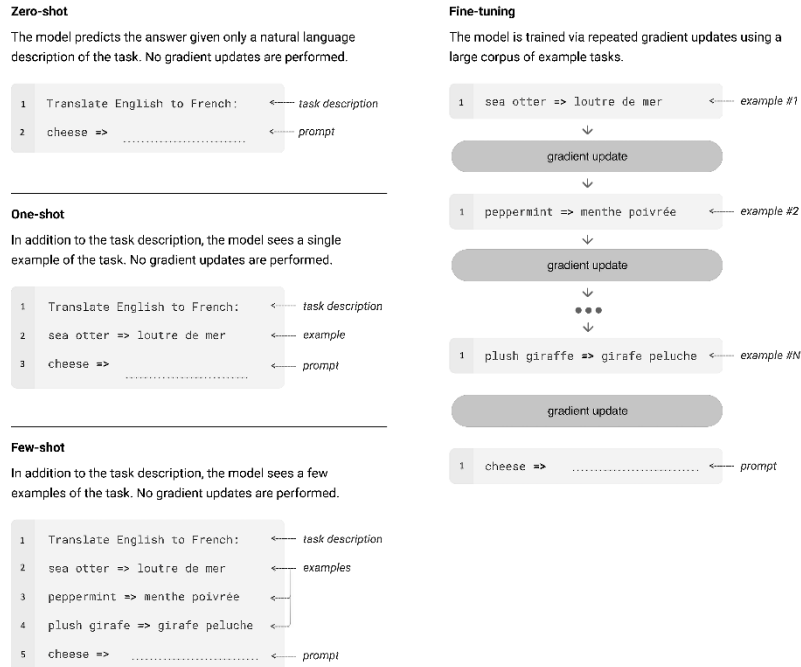 Zero-shot
The model predicts the answer given only a natural language
description of the task. No gradient updates are performed.
1 Translate English to French: task description
2 cheese => ........................ prompt
One-shot
In addition to the task description, the model sees a single
example of the task. No gradient updates are performed.
1 Translate English to French: task description
2 sea otter => loutre de mer example
3 cheese => ........................ prompt
Few-shot
In addition to the task description, the model sees a few
examples of the task. No gradient updates are performed.
1 Translate English to French: task description
2 sea otter => loutre de mer examples
3 peppermint => menthe poivrée
4 plush girafe => girafe peluche
5 cheese => ........................ prompt
Fine-tuning
The model is trained via repeated gradient updates using a
large corpus of example tasks.
1 sea otter => loutre de mer example #1
gradient update
1 peppermint => menthe poivrée example #2
gradient update
•••
1 plush giraffe => girafe peluche example #N
gradient update
1 cheese => ........................ prompt